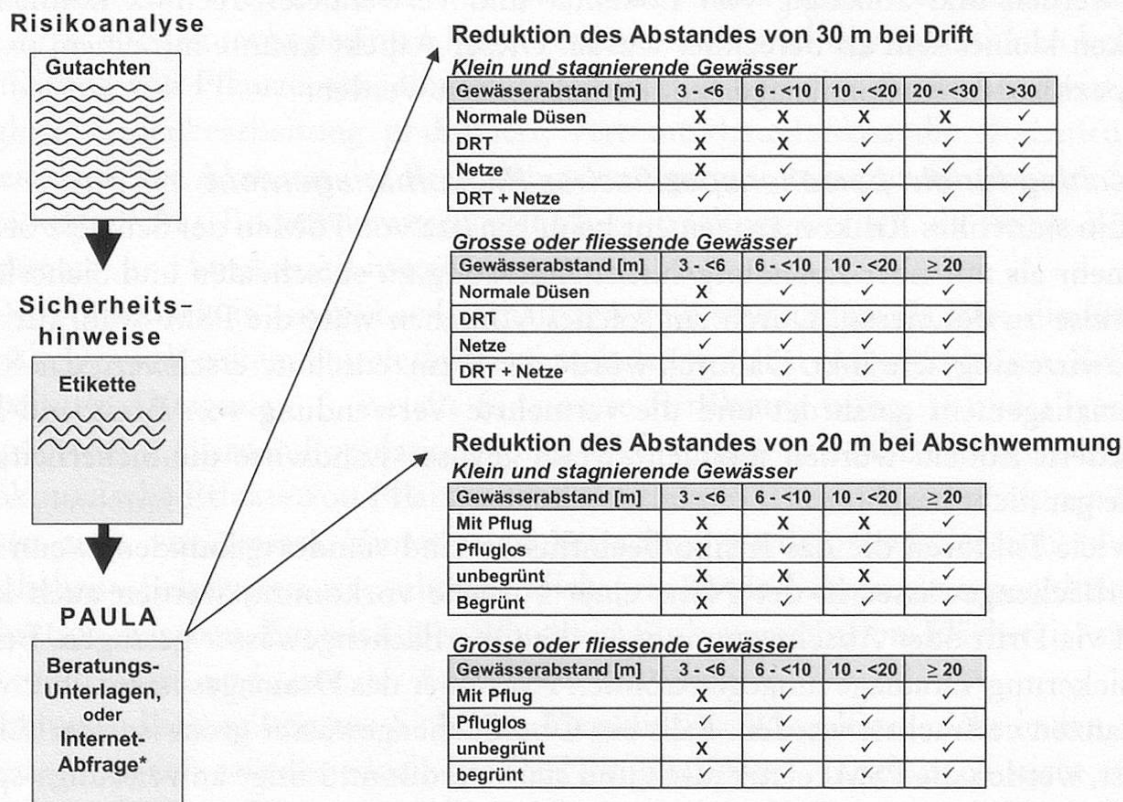 Risikoanalyse
Gutachten
Sicherheits-
hinweise
Etikette
PAULA
Beratungs-
Unterlagen,
oder
Internet-
Abfrage*
Reduktion des Abstandes von 30 m bei Drift
Klein und stagnierende Gewässer
Gewässerabstand [m] 3 - <6 6 - <10 10 - <20 20 - <30 >30
Normale Düsen X X X X ✓
DRT X X ✓ ✓ ✓
Netze X ✓ ✓ ✓ ✓
DRT + Netze ✓ ✓ ✓ ✓ ✓
Grosse oder fliessende Gewässer
Gewässerabstand [m] 3 - <6 6 - <10 10 - <20 ≥ 20
Normale Düsen X ✓ ✓ ✓
DRT ✓ ✓ ✓ ✓
Netze ✓ ✓ ✓ ✓
DRT + Netze ✓ ✓ ✓ ✓
Reduktion des Abstandes von 20 m bei Abschwemmung
Klein und stagnierende Gewässer
Gewässerabstand [m] 3 - <6 6 - <10 10 - <20 ≥ 20
Mit Pflug X X X ✓
Pfluglos X ✓ ✓ ✓
unbegrünt X X X ✓
Begrünt X ✓ ✓ ✓
Grosse oder fliessende Gewässer
Gewässerabstand [m] 3 - <6 6 - <10 10 - <20 ≥ 20
Mit Pflug X ✓ ✓ ✓
Pfluglos ✓ ✓ ✓ ✓
unbegrünt X ✓ ✓ ✓
begrünt ✓ ✓ ✓ ✓